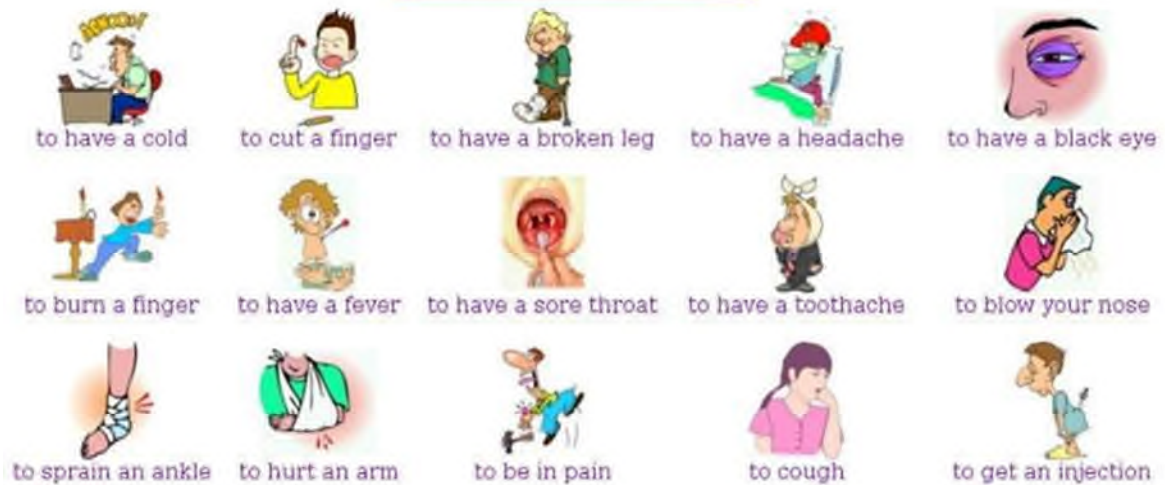 ACHOOO!
to have a cold
to cut a finger
to have a broken leg
to have a headache
to have a black eye
to burn a finger
to have a fever
to have a sore throat
to have a toothache
to blow your nose
to sprain an ankle
to hurt an arm
to be in pain
to cough
to get an injection